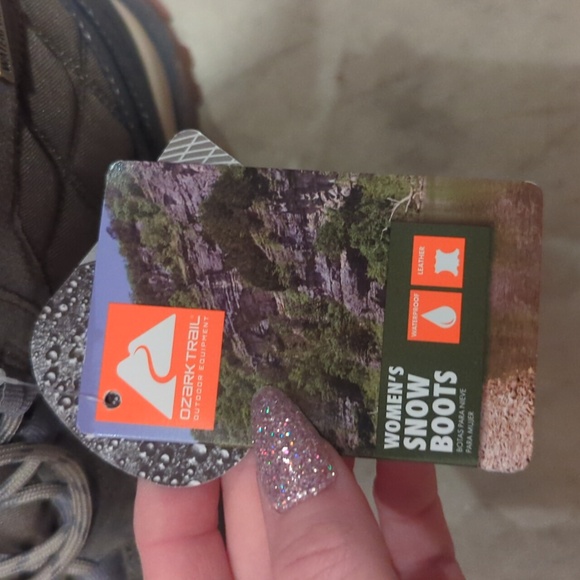 OZARK TRAIL
OUTDOOR EQUIPMENT
WATERPROOF
LEATHER
WOMEN'S
SNOW
BOOTS
BOTAS PARA NIEVE
PARA MUJER